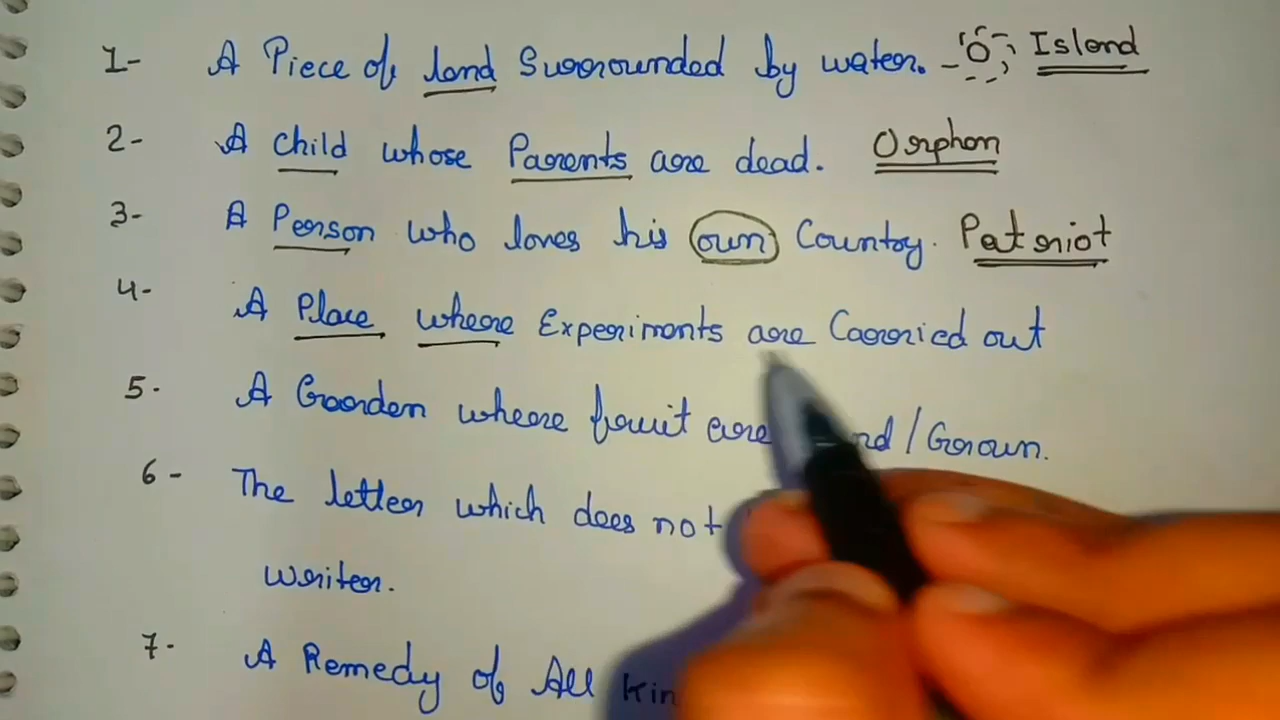 1- A Piece of land Surrounded by water. Island
2- A child whose Parents are dead. Orphan
3- A Person who loves his own Country. Patriot
4- A Place where Experiments are Carried out
5- A Garden where fruit are /Grown.
6- The letter which does not
writer.
7- A Remedy of All